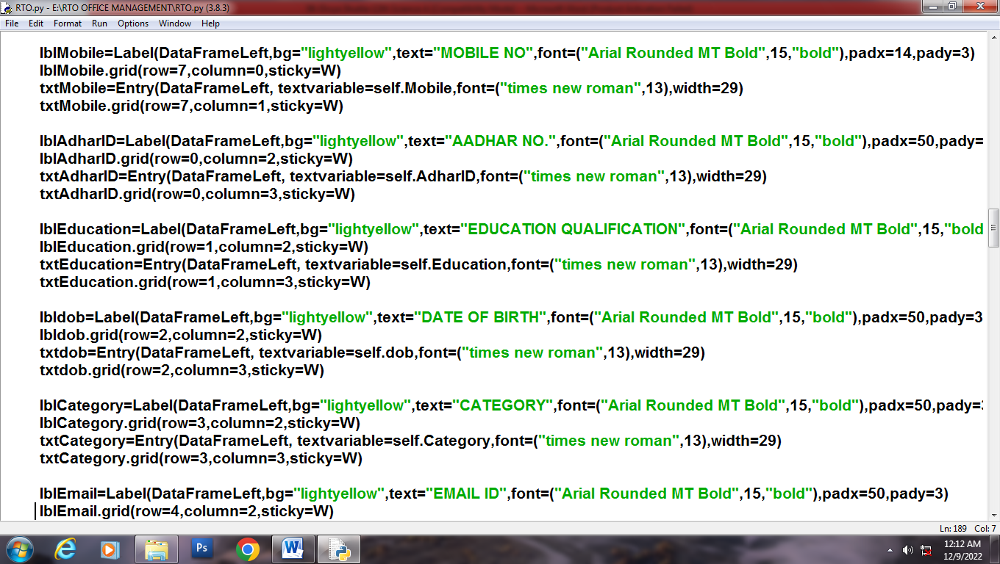 RTO.py - E:\RTO OFFICE MANAGEMENT\RTO.py (3.8.3)
File Edit Format Run Options Window Help
lblMobile=Label(DataFrameLeft,bg="lightyellow",text="MOBILE NO",font=("Arial Rounded MT Bold",15,"bold"),padx=14,pady=3)
lblMobile.grid(row=7,column=0,sticky=W)
txtMobile=Entry(DataFrameLeft, textvariable=self.Mobile,font=("times new roman",13),width=29)
txtMobile.grid(row=7,column=1,sticky=W)
lblAdharID=Label(DataFrameLeft,bg="lightyellow",text="AADHAR NO.",font=("Arial Rounded MT Bold",15,"bold"),padx=50,pady=
lblAdharID.grid(row=0,column=2,sticky=W)
txtAdharID=Entry(DataFrameLeft, textvariable=self.AdharID,font=("times new roman",13),width=29)
txtAdharID.grid(row=0,column=3,sticky=W)
lblEducation=Label(DataFrameLeft,bg="lightyellow",text="EDUCATION QUALIFICATION",font=("Arial Rounded MT Bold",15,"bold
lblEducation.grid(row=1,column=2,sticky=W)
txtEducation=Entry(DataFrameLeft, textvariable=self.Education,font=("times new roman",13),width=29)
txtEducation.grid(row=1,column=3,sticky=W)
lbldob=Label(DataFrameLeft,bg="lightyellow",text="DATE OF BIRTH",font=("Arial Rounded MT Bold",15,"bold"),padx=50,pady=3
lbldob.grid(row=2,column=2,sticky=W)
txtdob=Entry(DataFrameLeft, textvariable=self.dob,font=("times new roman",13),width=29)
txtdob.grid(row=2,column=3,sticky=W)
lblCategory=Label(DataFrameLeft,bg="lightyellow",text="CATEGORY",font=("Arial Rounded MT Bold",15,"bold"),padx=50,pady=3
lblCategory.grid(row=3,column=2,sticky=W)
txtCategory=Entry(DataFrameLeft, textvariable=self.Category,font=("times new roman",13),width=29)
txtCategory.grid(row=3,column=3,sticky=W)
lblEmail=Label(DataFrameLeft,bg="lightyellow",text="EMAIL ID",font=("Arial Rounded MT Bold",15,"bold"),padx=50,pady=3)
lblEmail.grid(row=4,column=2,sticky=W)
Ln: 189 Col: 7
Ps
W
12:12 AM
12/9/2022